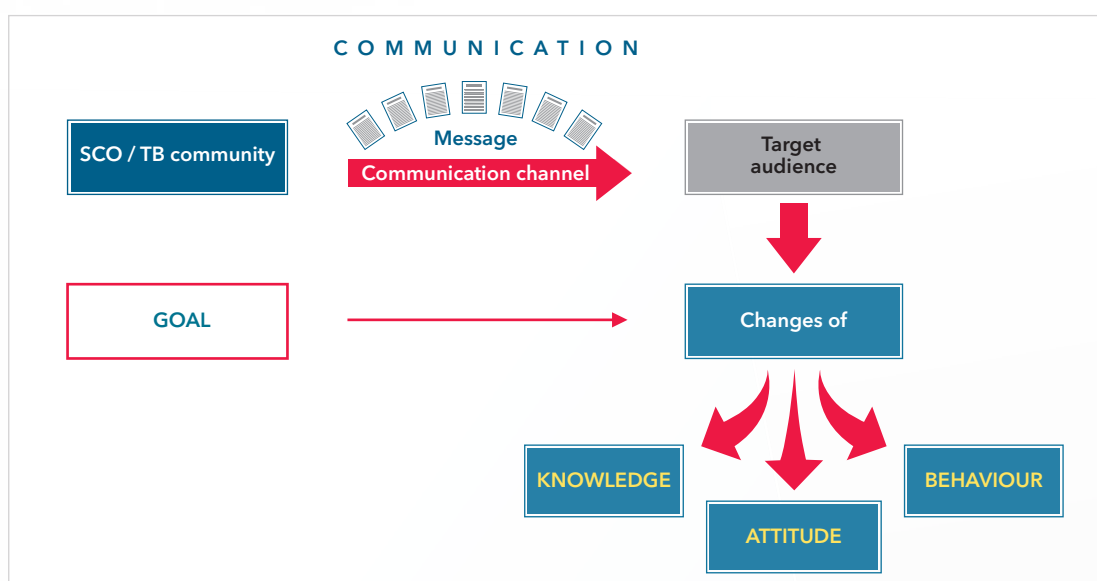 COMMUNICATION
Message
SCO / TB community
Communication channel
Target
audience
GOAL
Changes of
KNOWLEDGE
BEHAVIOUR
ATTITUDE